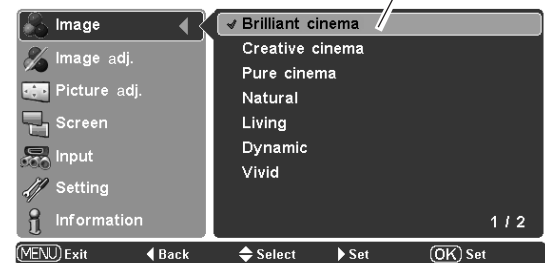 Image
Image adj.
Picture adj.
Screen
Input
Setting
Information
Brilliant cinema
Creative cinema
Pure cinema
Natural
Living
Dynamic
Vivid
1 / 2
MENU Exit Back Select Set OK Set